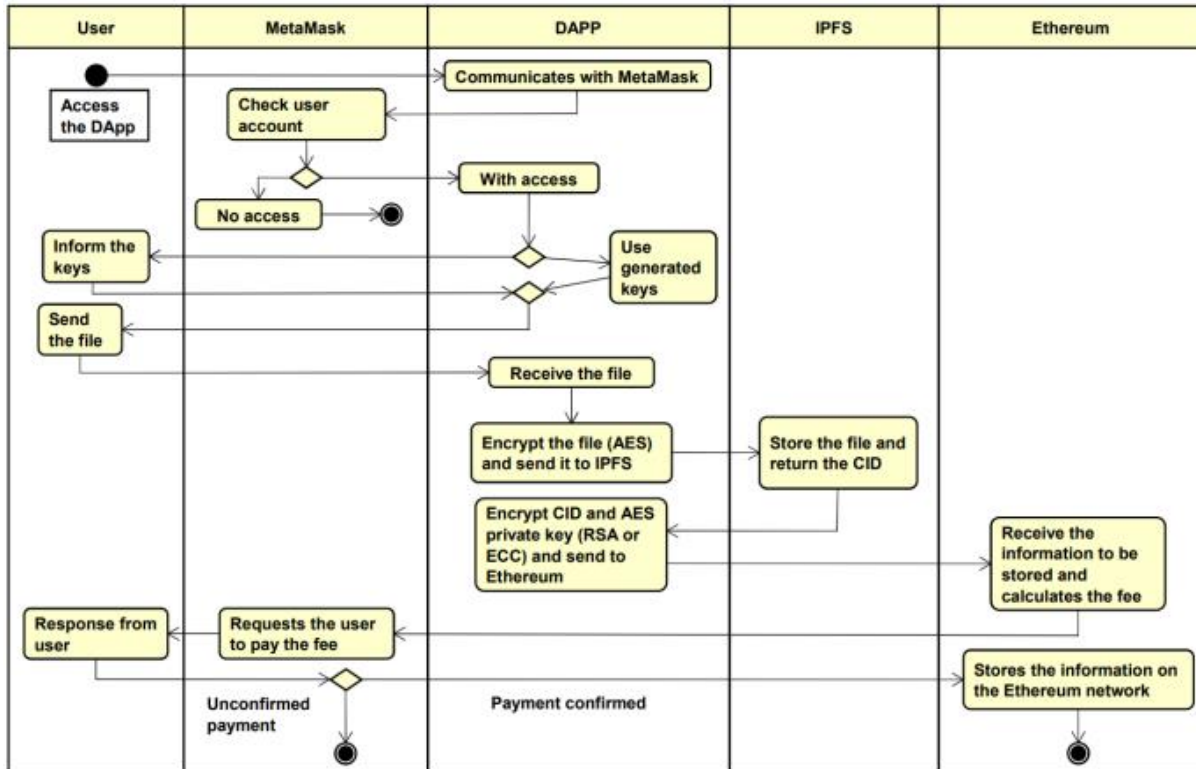 User
MetaMask
DAPP
IPFS
Ethereum
Access
the DApp
Communicates with MetaMask
Check user
account
With access
No access
Inform the
keys
Use
generated
keys
Send
the file
Receive the file
Encrypt the file (AES)
and send it to IPFS
Store the file and
return the CID
Encrypt CID and AES
private key (RSA or
ECC) and send to
Ethereum
Receive the
information to be
stored and
calculates the fee
Response from
user
Requests the user
to pay the fee
Stores the information on
the Ethereum network
Unconfirmed
payment
Payment confirmed